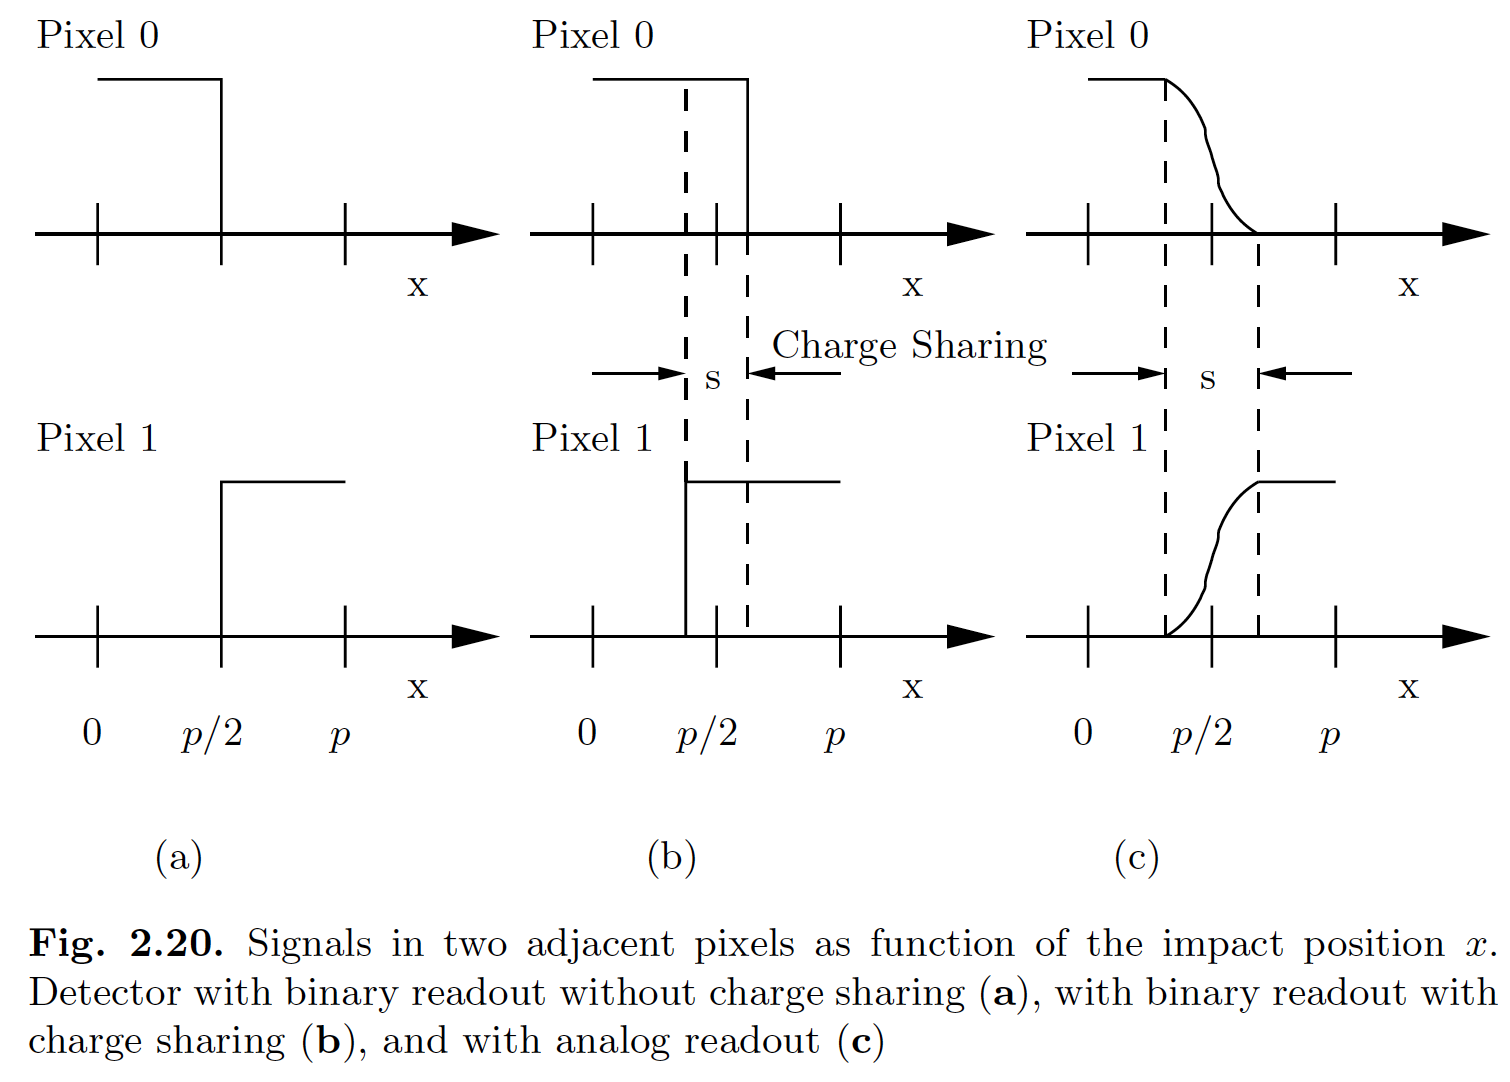 Pixel 0
Pixel 0
Pixel 0
x
x
x
Charge Sharing
s
s
Pixel 1
Pixel 1
Pixel 1
x
x
x
0 p/2 p
0 p/2 p
0 p/2 p
(a)
(b)
(c)
Fig. 2.20. Signals in two adjacent pixels as function of the impact position x.
Detector with binary readout without charge sharing (a), with binary readout with
charge sharing (b), and with analog readout (c)